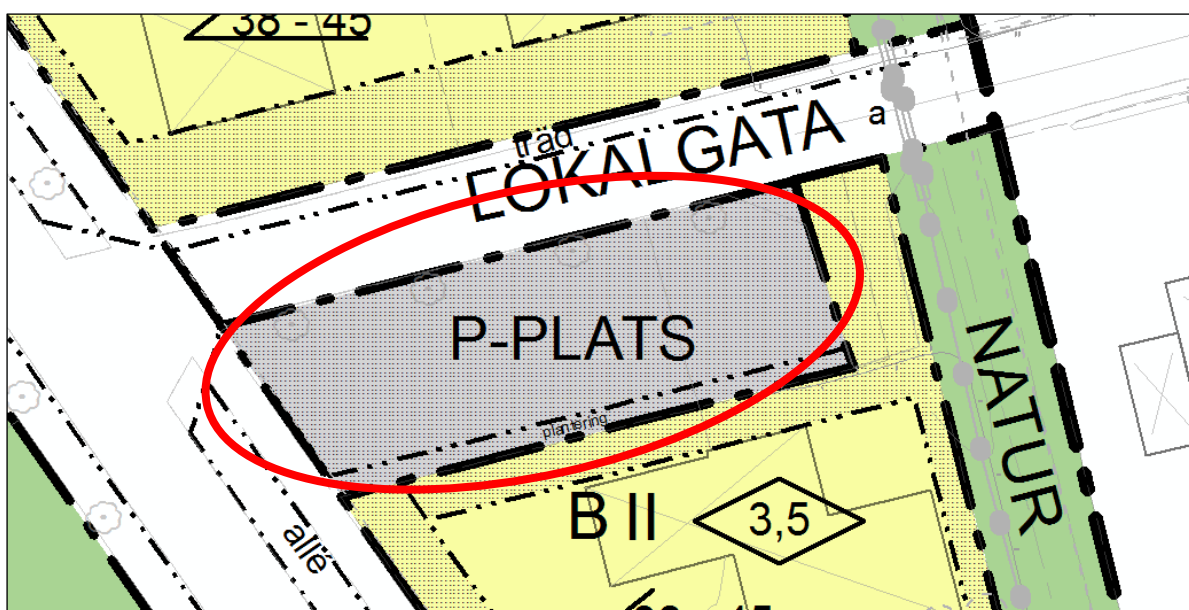 38 - 45
träd
LOKALGATA
a
P-PLATS
plantering
NATUR
B II
3,5
allé